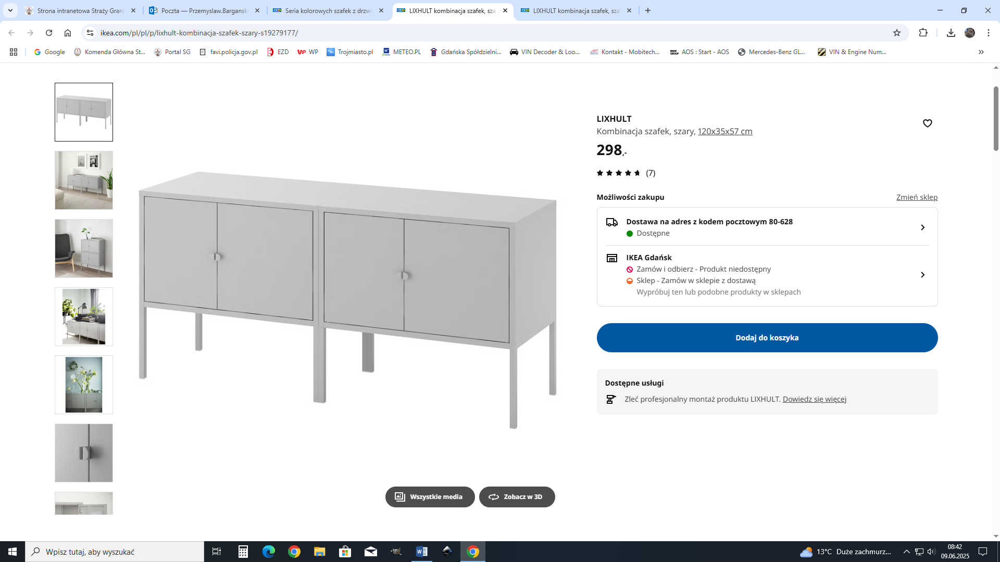 Strona intranetowa Straży Grani
Poczta — Przemyslaw.Bargansk
Seria kolorowych szafek z drzwi
LIXHULT kombinacja szafek, sza
LIXHULT kombinacja szafek, sza
ikea.com/pl/pl/p/lixhult-kombinacja-szafek-szary-s19279177/
Google
Komenda Główna St...
Portal SG
favi.policja.gov.pl
EZD
WP
Trojmiasto.pl
METEO.PL
Gdańska Spółdzielni...
VIN Decoder & Loo...
Kontakt - Mobitech...
AOS : Start - AOS
Mercedes-Benz GL...
VIN & Engine Num...
LIXHULT
Kombinacja szafek, szary, 120x35x57 cm
298,-
(7)
Możliwości zakupu
Zmień sklep
Dostawa na adres z kodem pocztowym 80-628
Dostępne
IKEA Gdańsk
Zamów i odbierz - Produkt niedostępny
Sklep - Zamów w sklepie z dostawą
Wypróbuj ten lub podobne produkty w sklepach
Dodaj do koszyka
Dostępne usługi
Zleć profesjonalny montaż produktu LIXHULT. Dowiedz się więcej
Wszystkie media
Zobacz w 3D
Wpisz tutaj, aby wyszukać
13°C Duże zachmurz...
08:42
09.06.2025